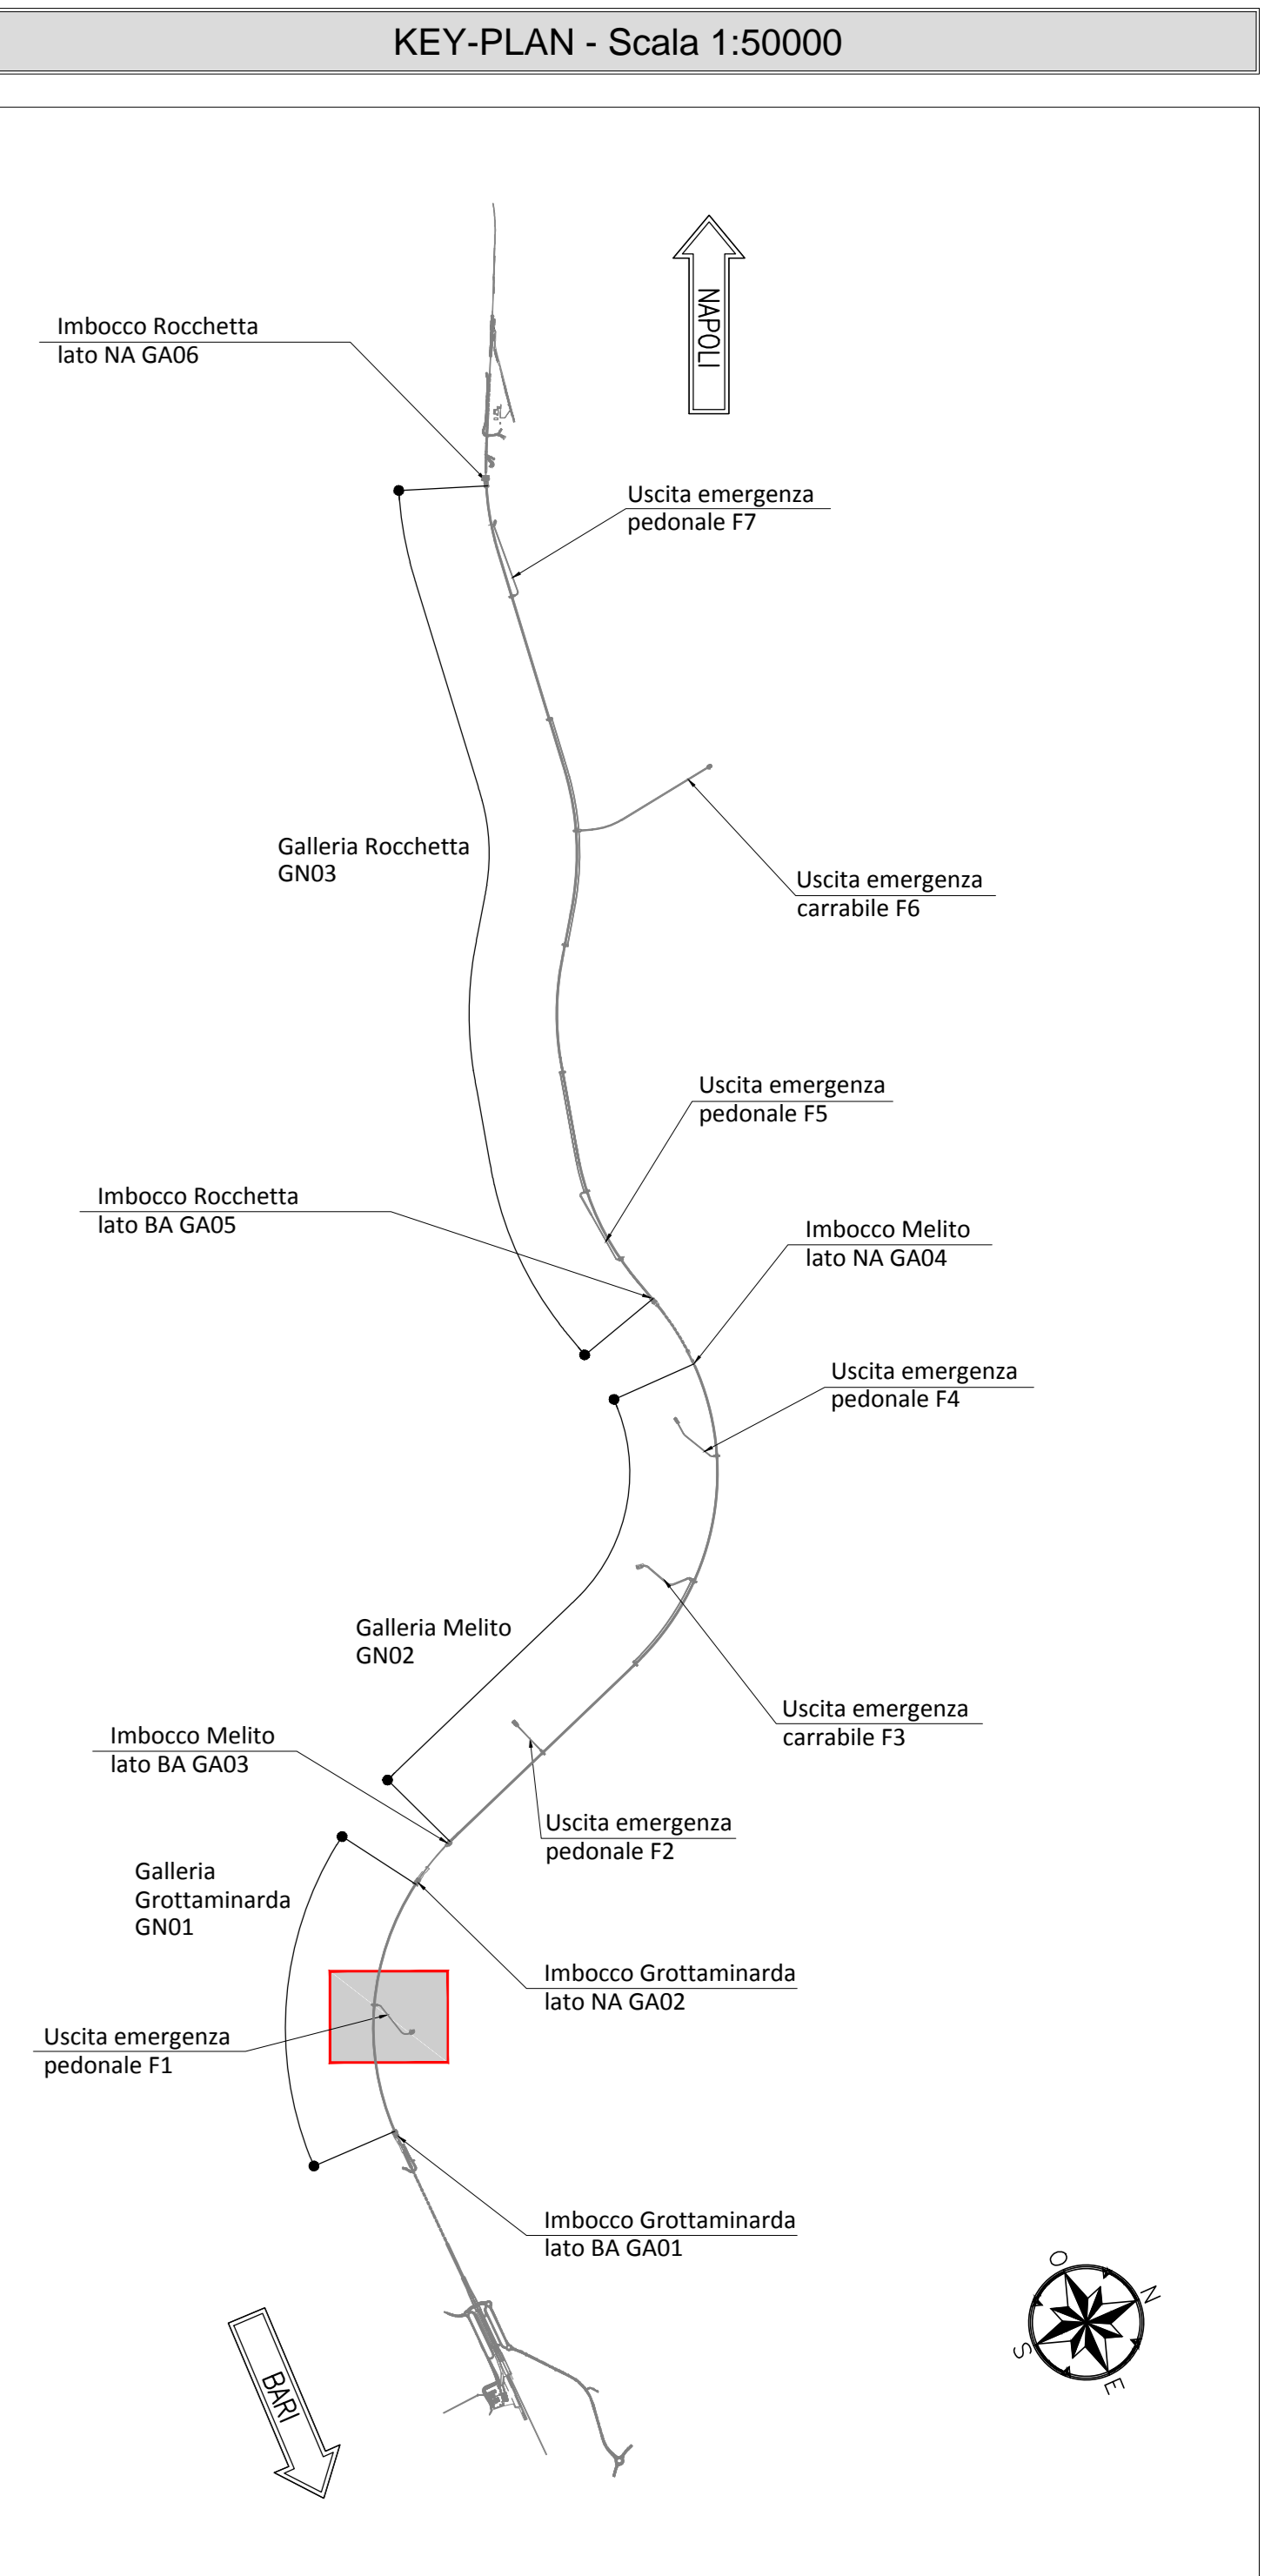 KEY-PLAN - Scala 1:50000
NAPOLI
Imbocco Rocchetta
lato NA GA06
Uscita emergenza
pedonale F7
Galleria Rocchetta
GN03
Uscita emergenza
carrabile F6
Uscita emergenza
pedonale F5
Imbocco Rocchetta
lato BA GA05
Imbocco Melito
lato NA GA04
Uscita emergenza
pedonale F4
Galleria Melito
GN02
Uscita emergenza
carrabile F3
Imbocco Melito
lato BA GA03
Uscita emergenza
pedonale F2
Galleria
Grottaminarda
GN01
Imbocco Grottaminarda
lato NA GA02
Uscita emergenza
pedonale F1
Imbocco Grottaminarda
lato BA GA01
O
N
S
E
BARI